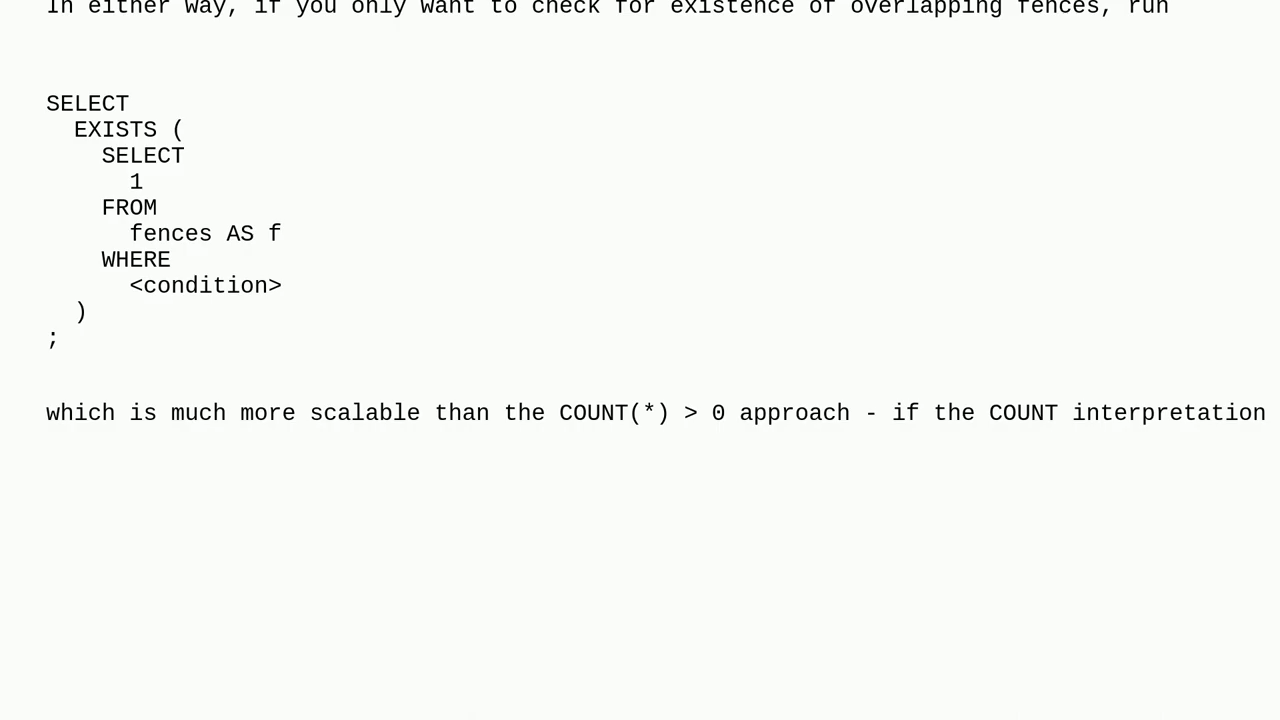 In either way, if you only want to check for existence of overlapping fences, run
SELECT
  EXISTS (
    SELECT
      1
    FROM
      fences AS f
    WHERE
      <condition>
  )
;
which is much more scalable than the COUNT(*) > 0 approach - if the COUNT interpretation